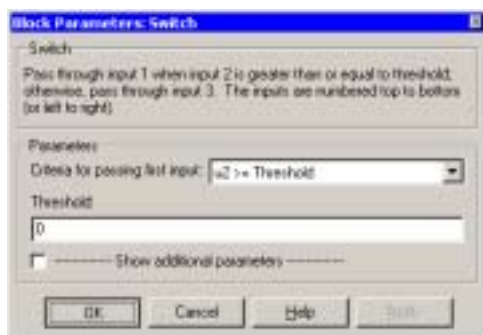 Block Parameters: Switch
Switch
Pass through input 1 when input 2 is greater than or equal to threshold;
otherwise, pass through input 3. The inputs are numbered top to bottom
(or left to right).
Parameters
Criteria for passing first input: u2 >= Threshold
Threshold:
0
Show additional parameters
OK
Cancel
Help